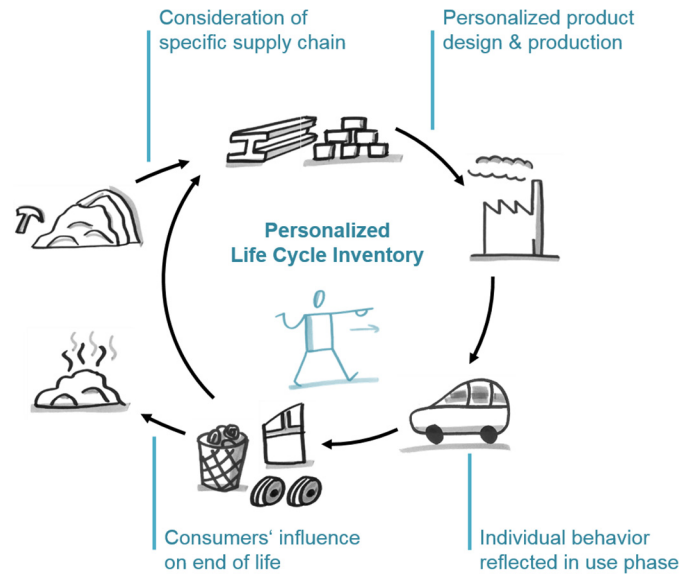 Consideration of
specific supply chain
Personalized product
design & production
Personalized
Life Cycle Inventory
Consumers‘ influence
on end of life
Individual behavior
reflected in use phase